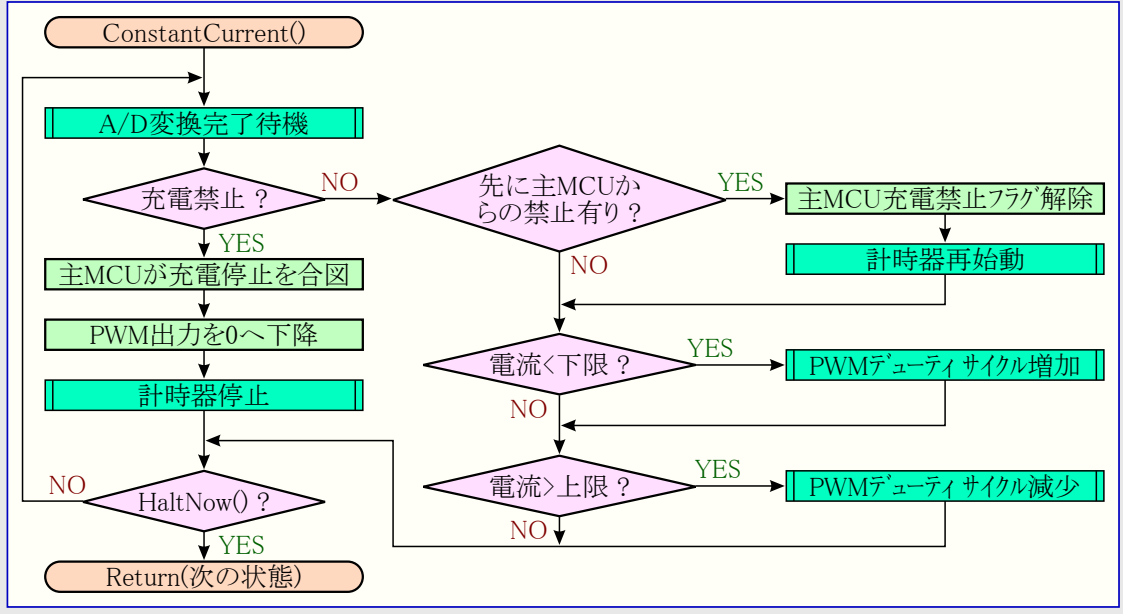 ConstantCurrent()
A/D変換完了待機
充電禁止 ?
NO
YES
主MCUが充電停止を合図
PWM出力を0へ下降
計時器停止
HaltNow() ?
NO
YES
Return(次の状態)
先に主MCUか
らの禁止有り ?
YES
NO
主MCU充電禁止フラグ解除
計時器再始動
電流<下限 ?
YES
NO
PWMデューティ サイクル増加
電流>上限 ?
YES
NO
PWMデューティ サイクル減少